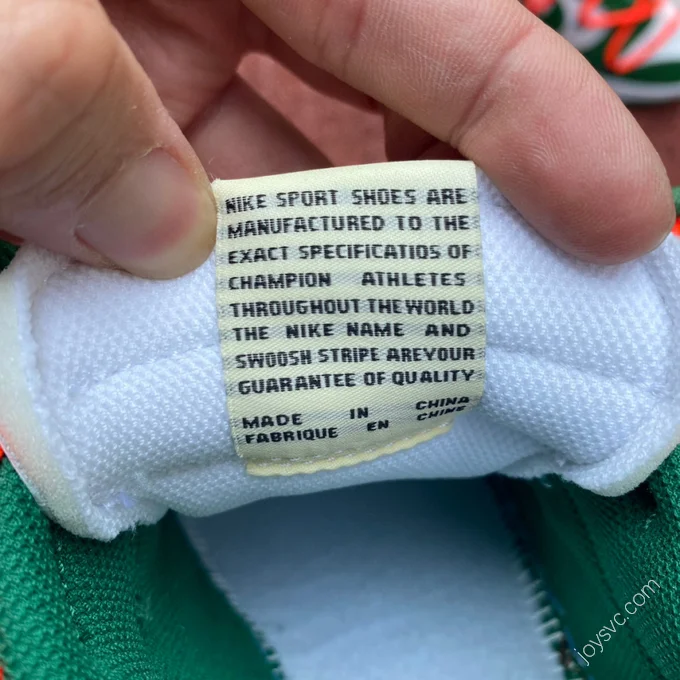 NIKE SPORT SHOES ARE
MANUFACTURED TO THE
EXACT SPECIFICATIOS OF
CHAMPION ATHLETES
THROUGHOUT THE WORLD
THE NIKE NAME AND
SWOOSH STRIPE AREYOUR
GUARANTEE OF QUALITY
MADE IN CHINA
FABRIQUE EN CHINE
joysvc.com